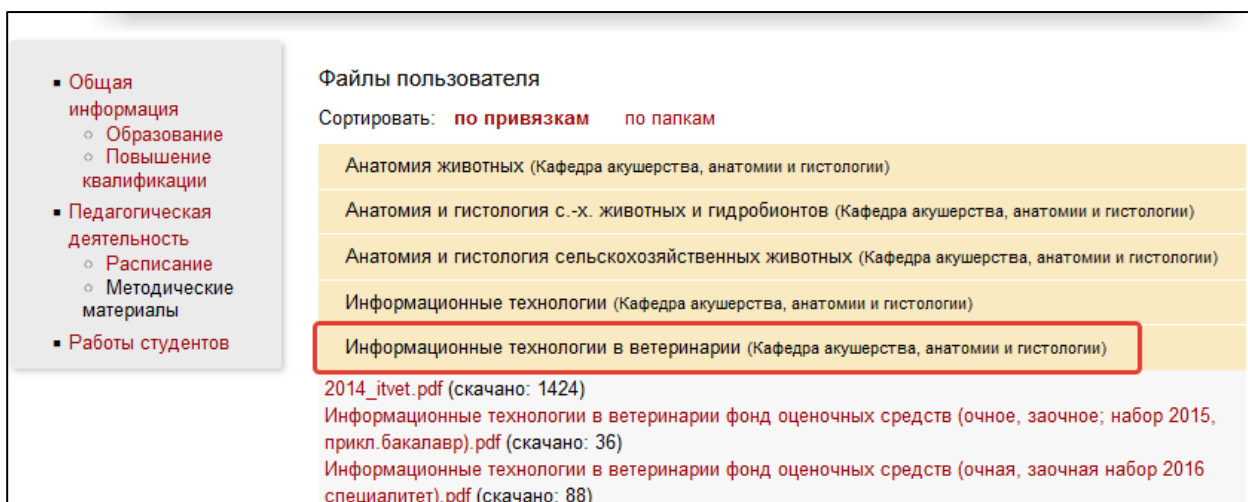 Общая
информация
Образование
Повышение
квалификации
Педагогическая
деятельность
Расписание
Методические
материалы
Работы студентов
Файлы пользователя
Сортировать: по привязкам по папкам
Анатомия животных (Кафедра акушерства, анатомии и гистологии)
Анатомия и гистология с.-х. животных и гидробионтов (Кафедра акушерства, анатомии и гистологии)
Анатомия и гистология сельскохозяйственных животных (Кафедра акушерства, анатомии и гистологии)
Информационные технологии (Кафедра акушерства, анатомии и гистологии)
Информационные технологии в ветеринарии (Кафедра акушерства, анатомии и гистологии)
2014_itvet.pdf (скачано: 1424)
Информационные технологии в ветеринарии фонд оценочных средств (очное, заочное; набор 2015,
прикл.бакалавр).pdf (скачано: 36)
Информационные технологии в ветеринарии фонд оценочных средств (очная, заочная набор 2016
специалитет).pdf (скачано: 88)